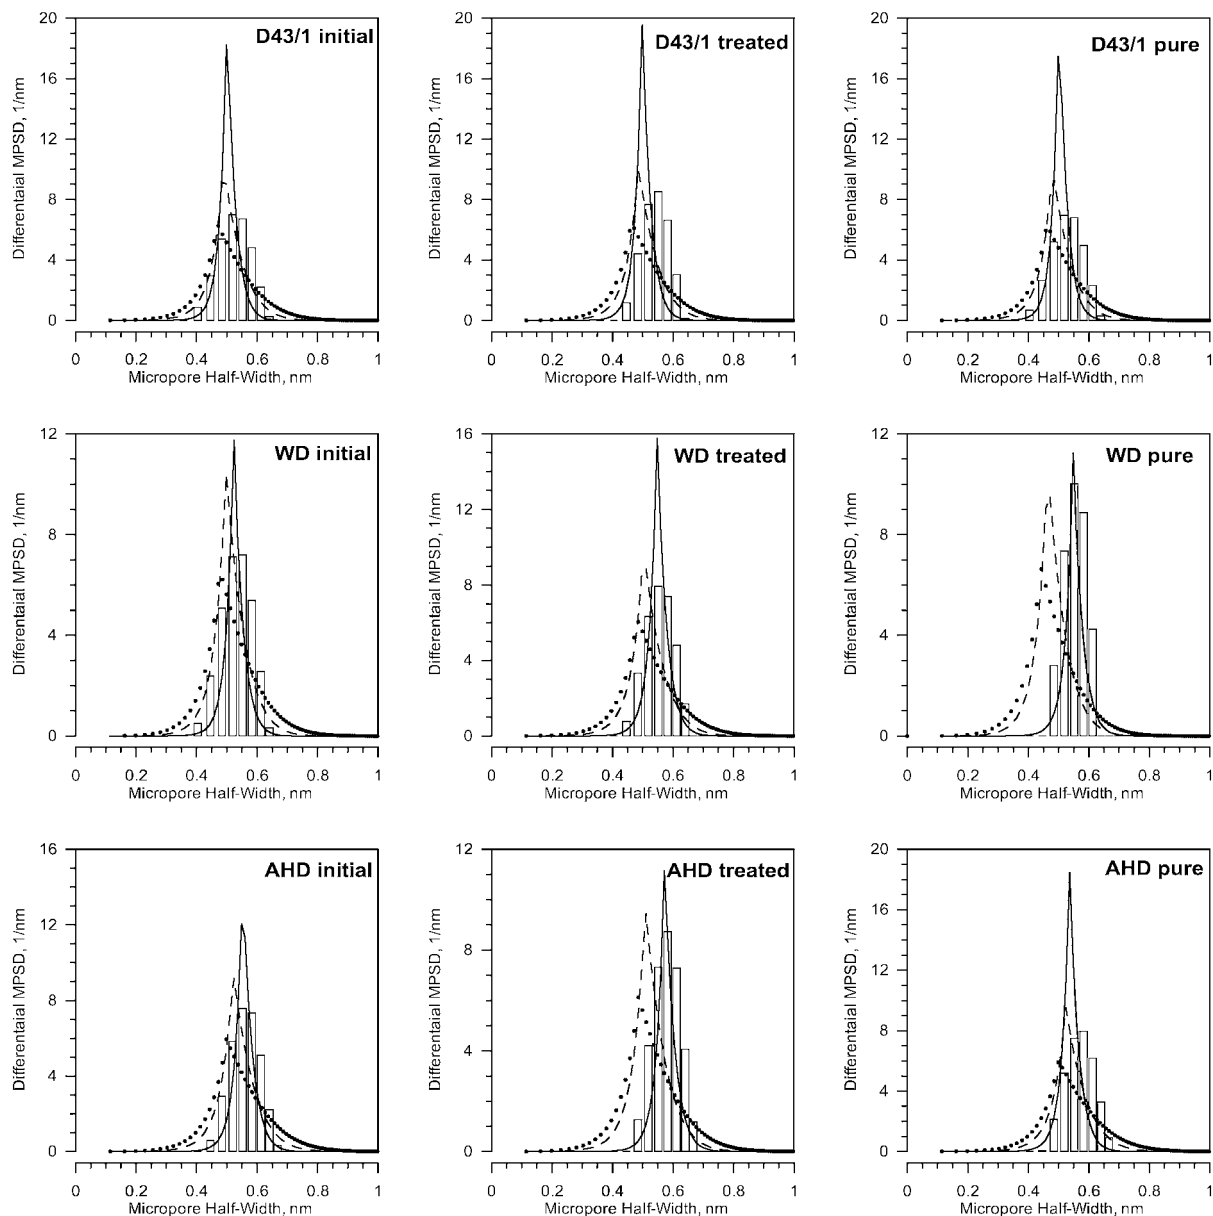 D43/1 initial
20
16
12
8
4
0
Differentaial MPSD, 1/nm
0 0.2 0.4 0.6 0.8 1
Micropore Half-Width, nm
D43/1 treated
20
16
12
8
4
0
Differentaial MPSD, 1/nm
0 0.2 0.4 0.6 0.8 1
Micropore Half-Width, nm
D43/1 pure
20
16
12
8
4
0
Differentaial MPSD, 1/nm
0 0.2 0.4 0.6 0.8 1
Micropore Half-Width, nm
WD initial
12
8
4
0
Differentaial MPSD, 1/nm
0 0.2 0.4 0.6 0.8 1
Micropore Half-Width, nm
WD treated
16
12
8
4
0
Differentaial MPSD, 1/nm
0 0.2 0.4 0.6 0.8 1
Micropore Half-Width, nm
WD pure
12
8
4
0
Differentaial MPSD, 1/nm
0 0.2 0.4 0.6 0.8 1
Micropore Half-Width, nm
AHD initial
16
12
8
4
0
Differentaial MPSD, 1/nm
0 0.2 0.4 0.6 0.8 1
Micropore Half-Width, nm
AHD treated
12
8
4
0
Differentaial MPSD, 1/nm
0 0.2 0.4 0.6 0.8 1
Micropore Half-Width, nm
AHD pure
20
16
12
8
4
0
Differentaial MPSD, 1/nm
0 0.2 0.4 0.6 0.8 1
Micropore Half-Width, nm